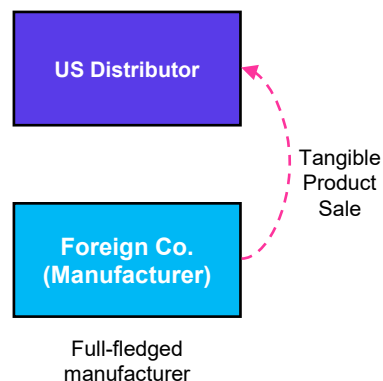 US Distributor
Tangible
Product
Sale
Foreign Co.
(Manufacturer)
Full-fledged
manufacturer